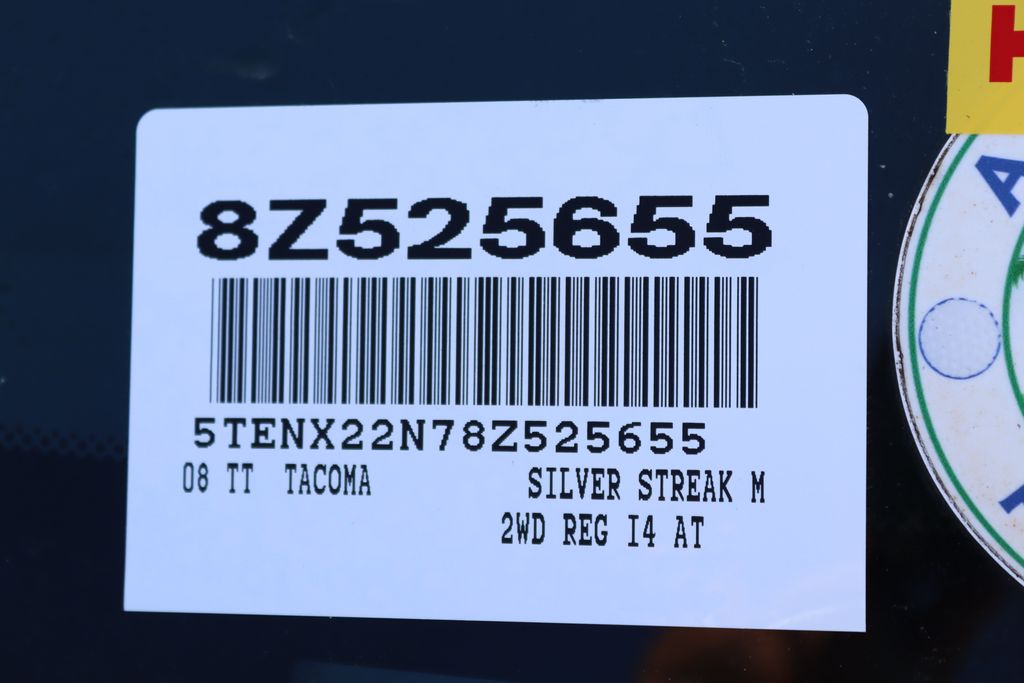 8Z525655
5TENX22N78Z525655
08 TT TACOMA SILVER STREAK M
2WD REG I4 AT
H
A